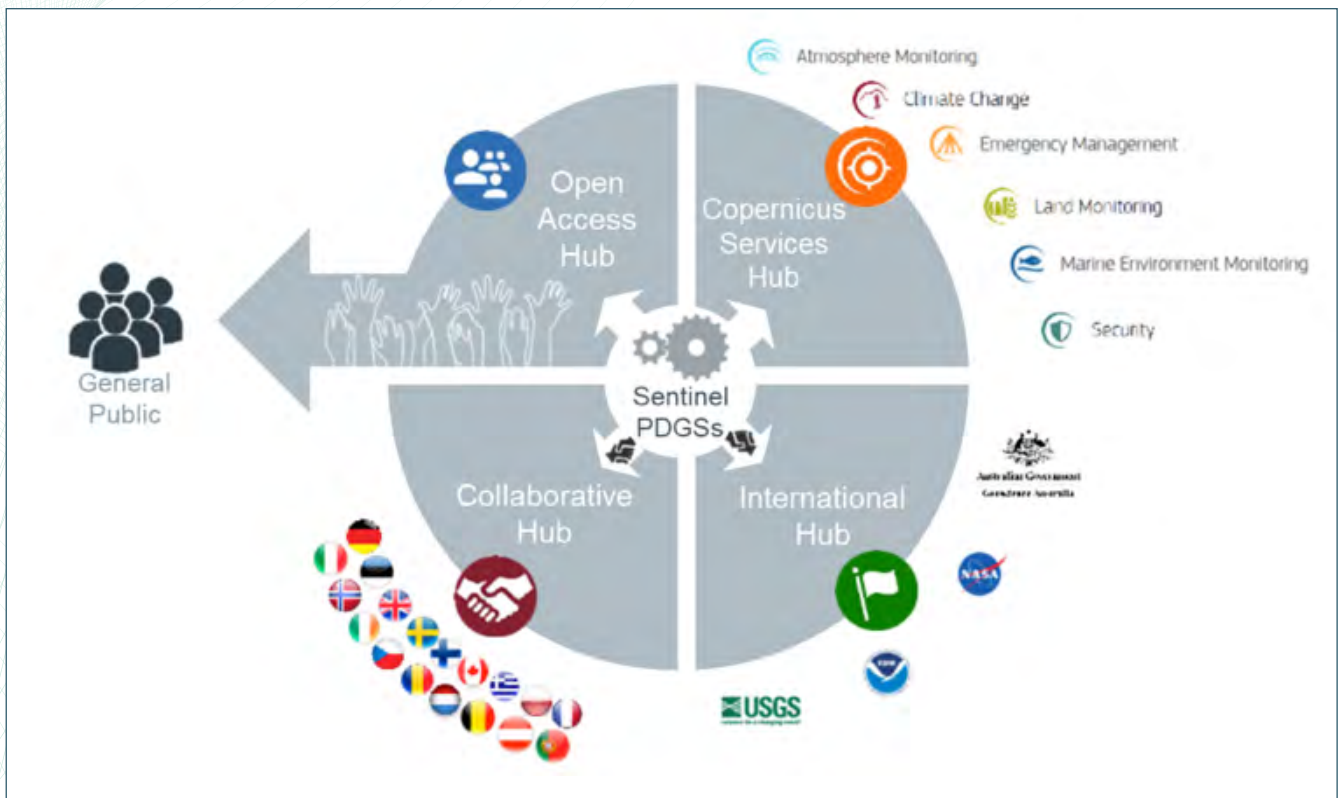 Atmosphere Monitoring
Climate Change
Emergency Management
Land Monitoring
Marine Environment Monitoring
Security
Open
Access
Hub
Copernicus
Services
Hub
General
Public
Sentinel
PDGSs
Collaborative
Hub
International
Hub
Australian Government
Geoscience Australia
NASA
USGS